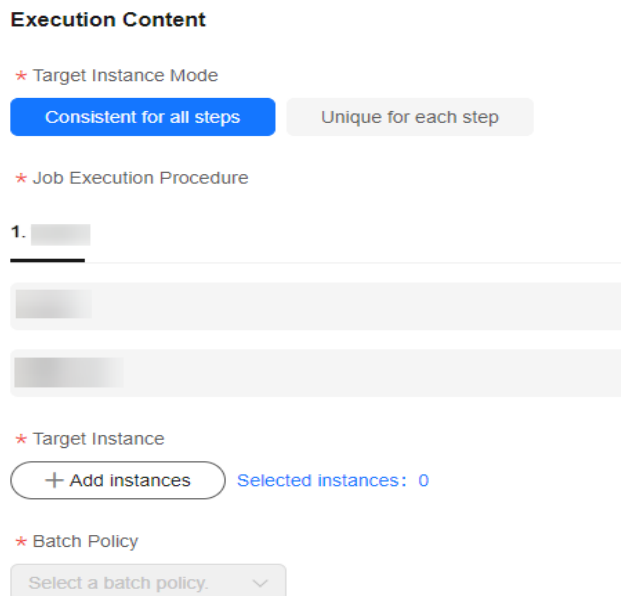 Execution Content
* Target Instance Mode
Consistent for all steps Unique for each step
* Job Execution Procedure
1.
* Target Instance
+ Add instances Selected instances: 0
* Batch Policy
Select a batch policy.